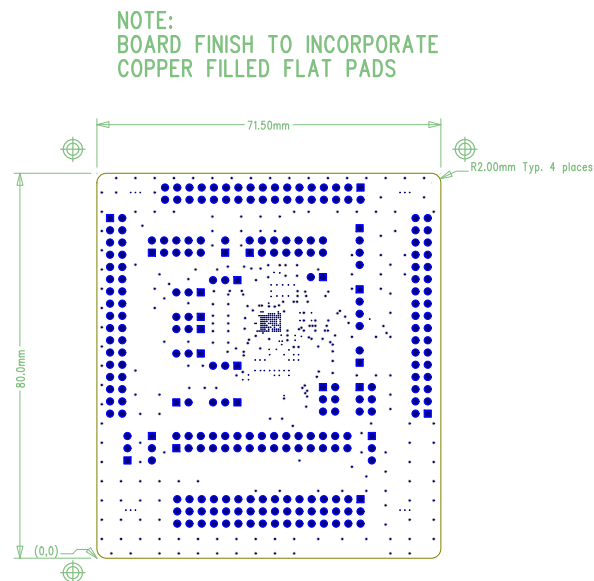 NOTE:
BOARD FINISH TO INCORPORATE
COPPER FILLED FLAT PADS
71.50mm
R2.00mm Typ. 4 places
80.0mm
(0,0)